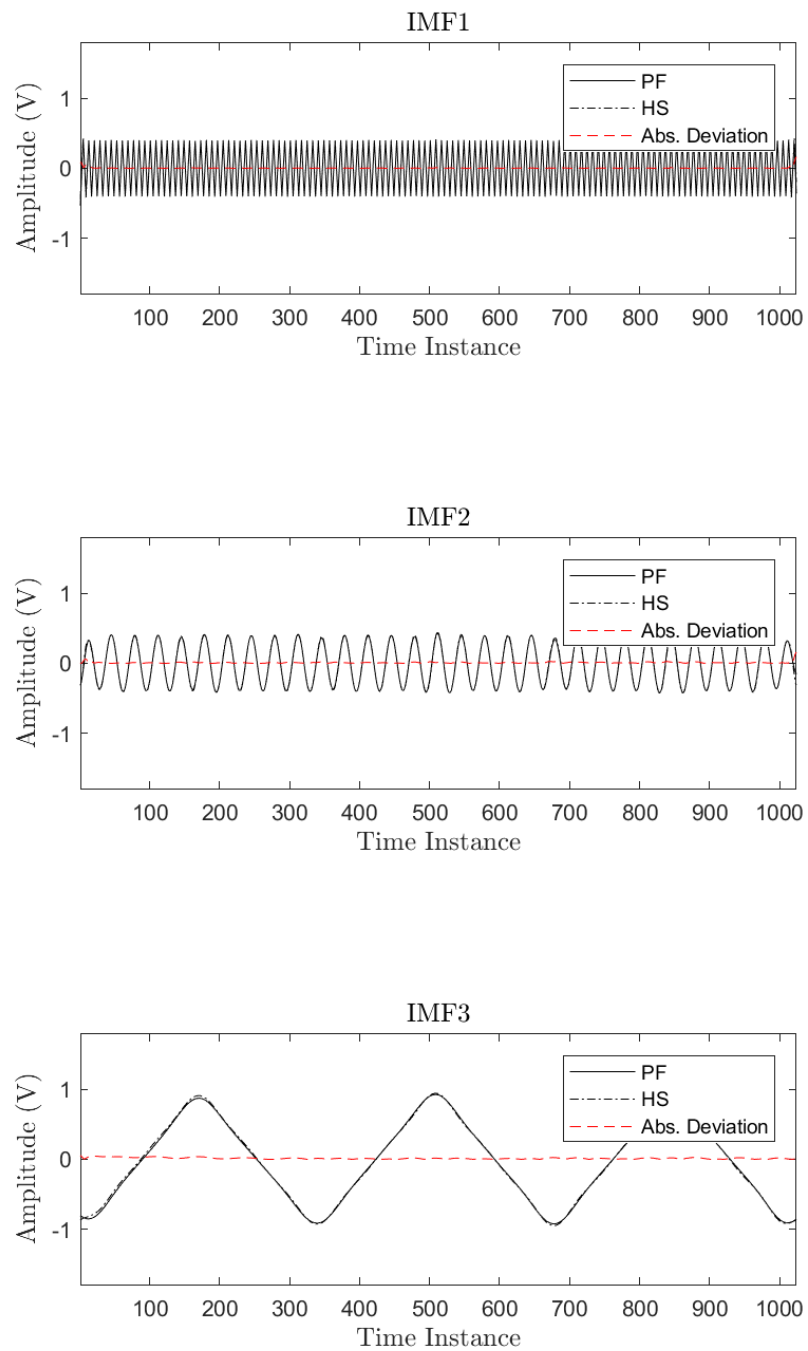 IMF1
PF
HS
Abs. Deviation
1
0
-1
Amplitude (V)
100 200 300 400 500 600 700 800 900 1000
Time Instance
IMF2
PF
HS
Abs. Deviation
1
0
-1
Amplitude (V)
100 200 300 400 500 600 700 800 900 1000
Time Instance
IMF3
PF
HS
Abs. Deviation
1
0
-1
Amplitude (V)
100 200 300 400 500 600 700 800 900 1000
Time Instance